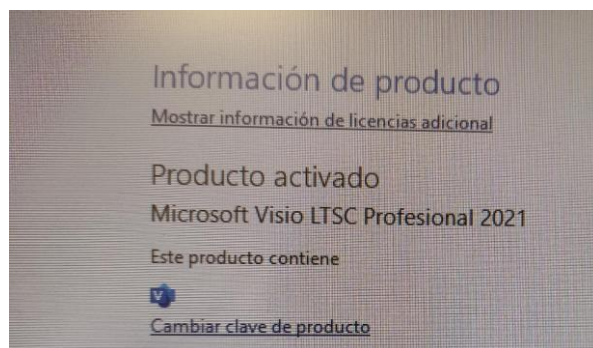 Información de producto
Mostrar información de licencias adicional
Producto activado
Microsoft Visio LTSC Profesional 2021
Este producto contiene
V
Cambiar clave de producto